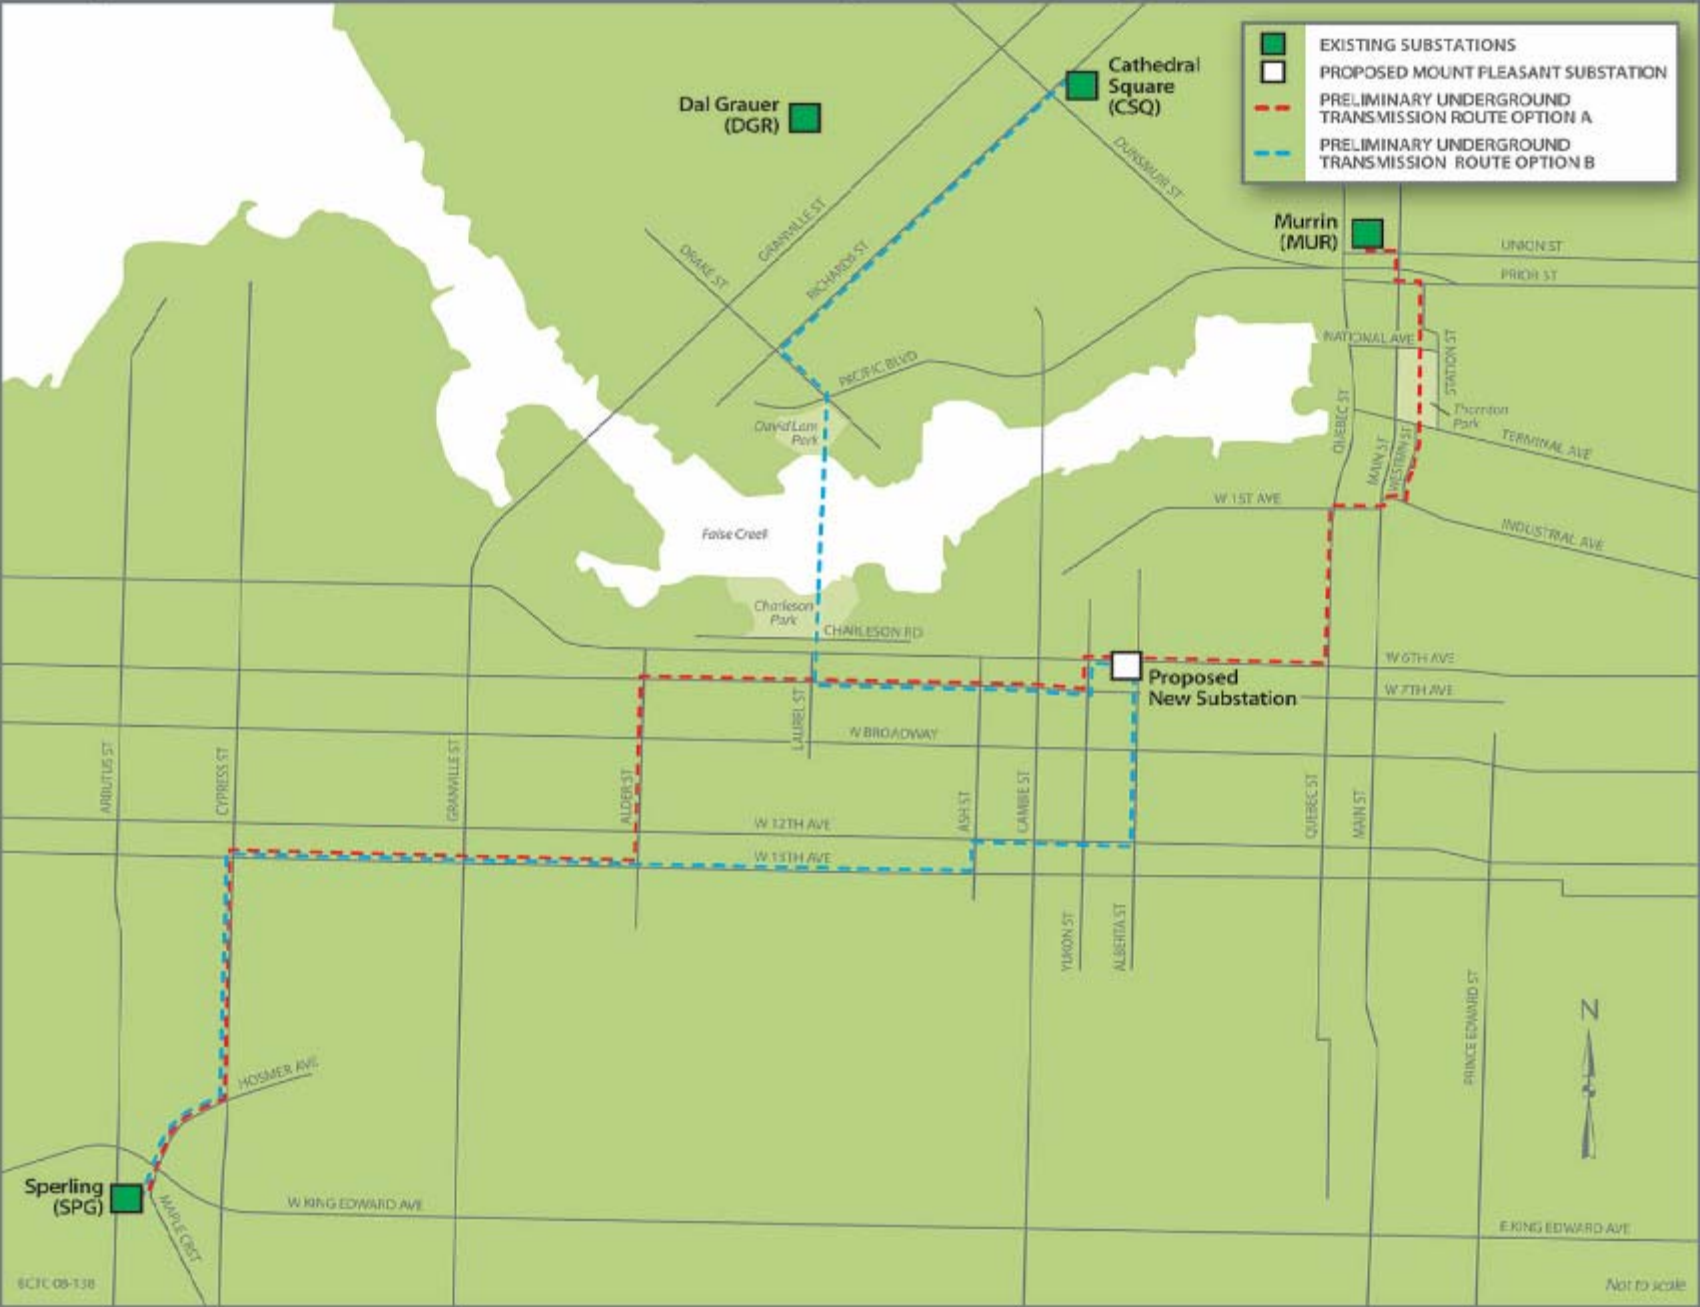 EXISTING SUBSTATIONS
PROPOSED MOUNT PLEASANT SUBSTATION
PRELIMINARY UNDERGROUND
TRANSMISSION ROUTE OPTION A
PRELIMINARY UNDERGROUND
TRANSMISSION ROUTE OPTION B
Cathedral
Square
(CSQ)
Dal Grauer
(DGR)
DUNSMUIR ST
Murrin
(MUR)
UNION ST
PRIOR ST
GRANVILLE ST
DRAKE ST
RICHARDS ST
NATIONAL AVE
STATION ST
PACIFIC BLVD
QUEBEC ST
Thornton
Park
David Lam
Park
MAIN ST
WESTERN ST
TERMINAL AVE
W 1ST AVE
INDUSTRIAL AVE
False Creek
Charleson
Park
CHARLESON RD
W 6TH AVE
Proposed
New Substation
W 7TH AVE
LAUREL ST
W BROADWAY
ARBUTUS ST
CYPRESS ST
GRANVILLE ST
ALDER ST
ASH ST
CAMBIE ST
QUEBEC ST
MAIN ST
W 12TH AVE
W 13TH AVE
YUKON ST
ALBERTA ST
PRINCE EDWARD ST
N
HOSMER AVE
Sperling
(SPG)
MAPLE CRST
W KING EDWARD AVE
E KING EDWARD AVE
BCTC 08-138
Not to scale